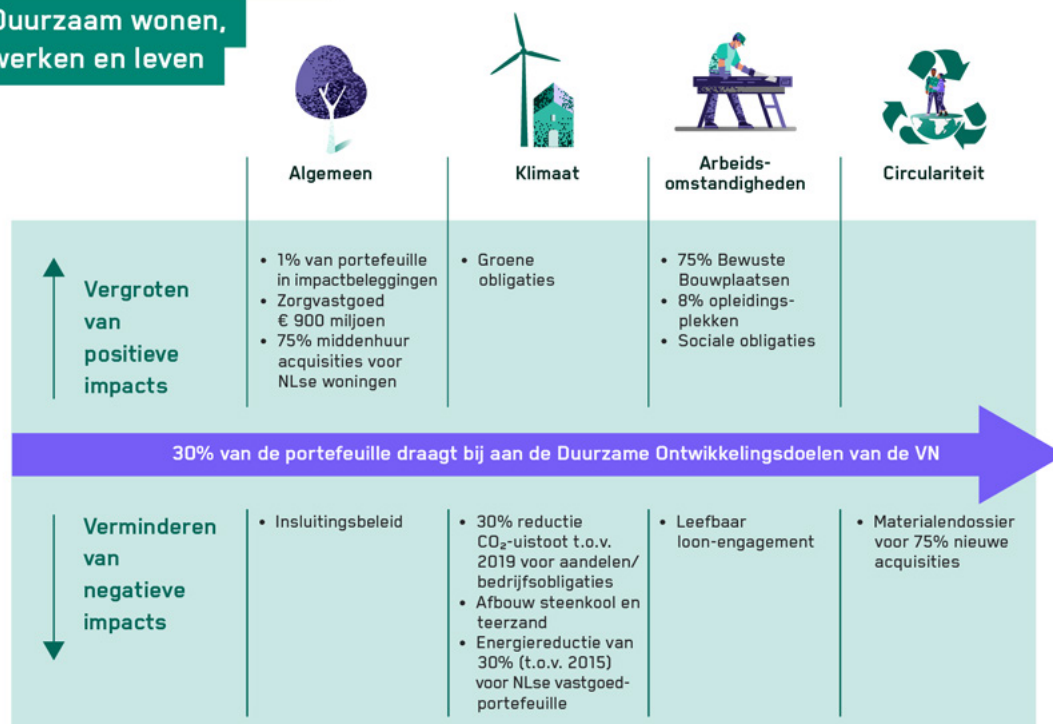 Duurzaam wonen,
werken en leven
Algemeen
Klimaat
Arbeids-
omstandigheden
Circulariteit
Vergroten
van
positieve
impacts
• 1% van portefeuille
in impactbeleggingen
• Zorgvastgoed
€ 900 miljoen
• 75% middenhuur
acquisities voor
NLse woningen
• Groene
obligaties
• 75% Bewuste
Bouwplaatsen
• 8% opleidings-
plekken
• Sociale obligaties
30% van de portefeuille draagt bij aan de Duurzame Ontwikkelingsdoelen van de VN
Verminderen
van
negatieve
impacts
• Insluitingsbeleid
• 30% reductie
CO₂-uitstoot t.o.v.
2019 voor aandelen/
bedrijfsobligaties
• Afbouw steenkool en
teerzand
• Energiereductie van
30% (t.o.v. 2015)
voor NLse vastgoed-
portefeuille
• Leefbaar
loon-engagement
• Materialendossier
voor 75% nieuwe
acquisities